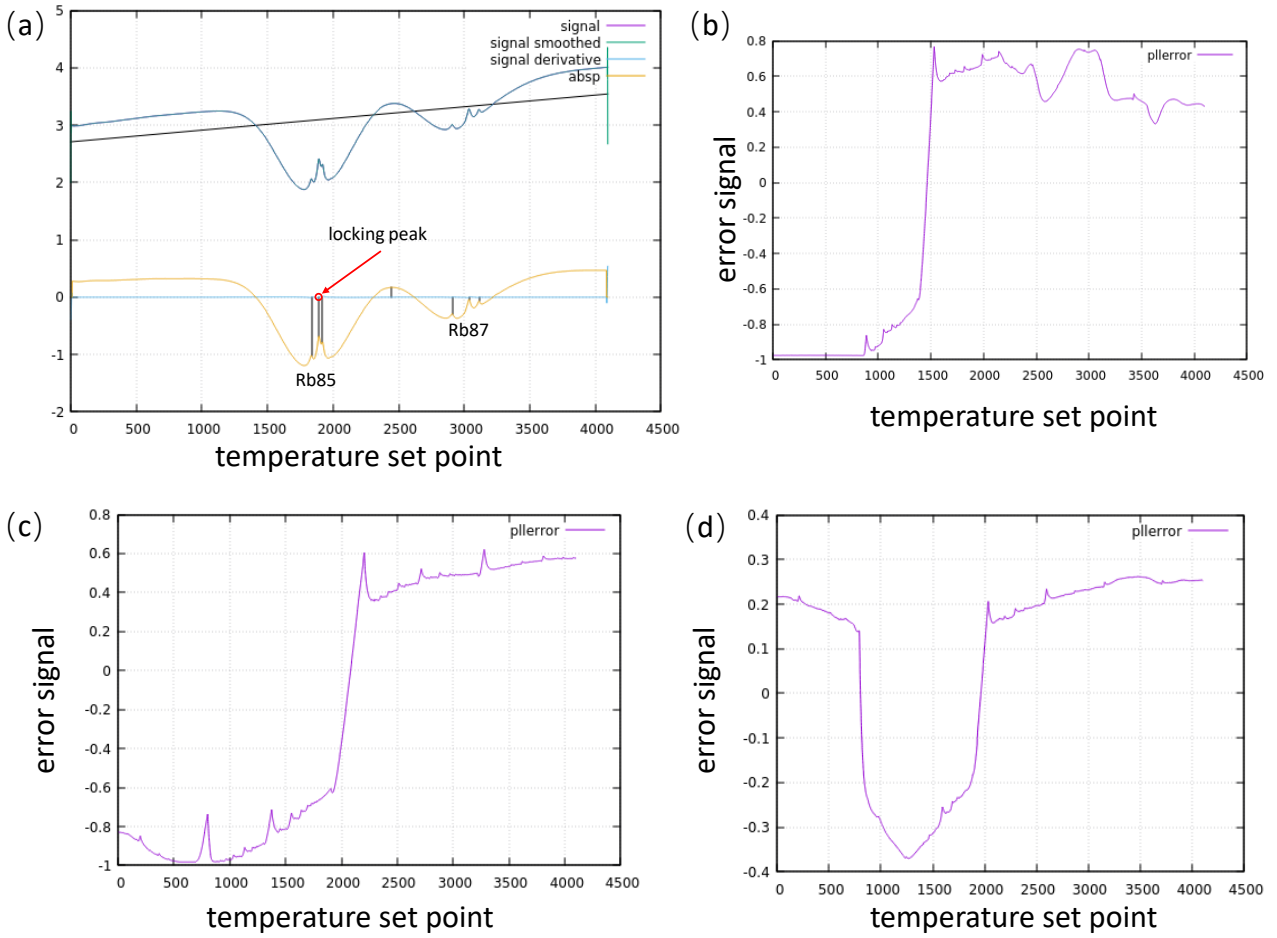 (a)
signal
signal smoothed
signal derivative
absp
5
4
3
2
1
0
-1
-2
locking peak
Rb85
Rb87
0 500 1000 1500 2000 2500 3000 3500 4000 4500
temperature set point
(b)
pllerror
0.8
0.6
0.4
0.2
0
-0.2
-0.4
-0.6
-0.8
-1
error signal
0 500 1000 1500 2000 2500 3000 3500 4000 4500
temperature set point
(c)
pllerror
0.8
0.6
0.4
0.2
0
-0.2
-0.4
-0.6
-0.8
-1
error signal
0 500 1000 1500 2000 2500 3000 3500 4000 4500
temperature set point
(d)
pllerror
0.4
0.3
0.2
0.1
0
-0.1
-0.2
-0.3
-0.4
error signal
0 500 1000 1500 2000 2500 3000 3500 4000 4500
temperature set point